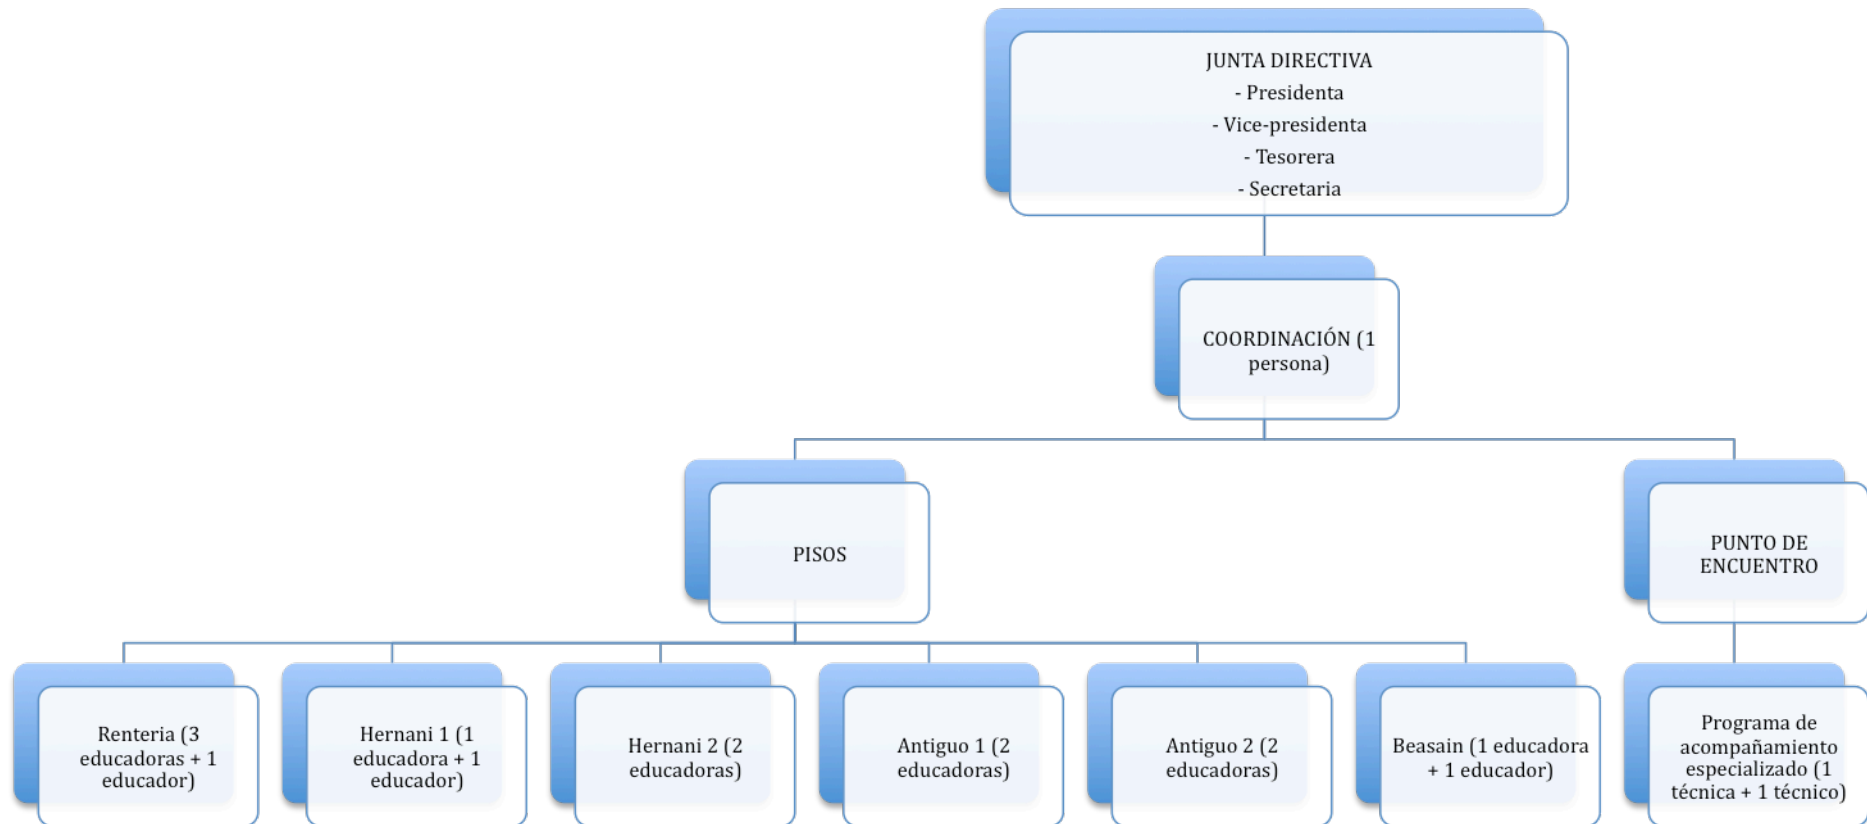 JUNTA DIRECTIVA
- Presidenta
- Vice-presidenta
- Tesorera
- Secretaria
COORDINACIÓN (1
persona)
PISOS
PUNTO DE
ENCUENTRO
Renteria (3
educadoras + 1
educador)
Hernani 1 (1
educadora + 1
educador)
Hernani 2 (2
educadoras)
Antiguo 1 (2
educadoras)
Antiguo 2 (2
educadoras)
Beasain (1 educadora
+ 1 educador)
Programa de
acompañamiento
especializado (1
técnica + 1 técnico)